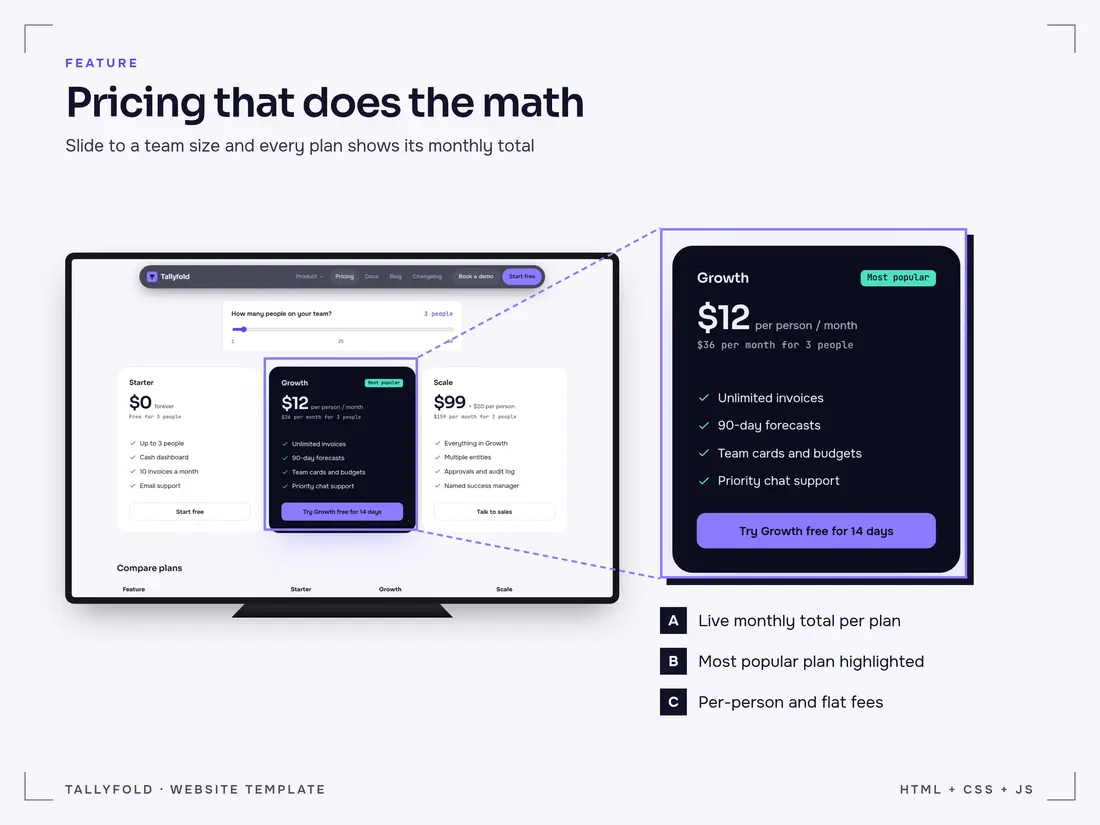 FEATURE
Pricing that does the math
Slide to a team size and every plan shows its monthly total
Tallyfold
Product
Pricing
Docs
Blog
Changelog
Book a demo
Start free
How many people on your team?
3 people
1
25
Starter
$0 forever
Free for 3 people
Up to 3 people
Cash dashboard
10 invoices a month
Email support
Start free
Growth
Most popular
$12 per person / month
$36 per month for 3 people
Unlimited invoices
90-day forecasts
Team cards and budgets
Priority chat support
Try Growth free for 14 days
Scale
$99 + $20 per person
$159 per month for 3 people
Everything in Growth
Multiple entities
Approvals and audit log
Named success manager
Talk to sales
Compare plans
Feature Starter Growth Scale
Growth
Most popular
$12 per person / month
$36 per month for 3 people
Unlimited invoices
90-day forecasts
Team cards and budgets
Priority chat support
Try Growth free for 14 days
A Live monthly total per plan
B Most popular plan highlighted
C Per-person and flat fees
TALLYFOLD · WEBSITE TEMPLATE
HTML + CSS + JS